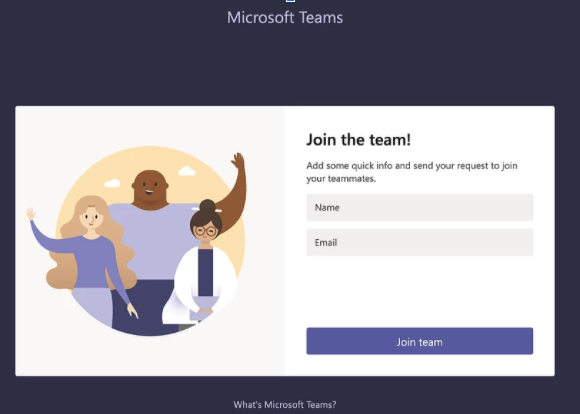 Microsoft Teams
Join the team!
Add some quick info and send your request to join
your teammates.
Name
Email
Join team
What's Microsoft Teams?